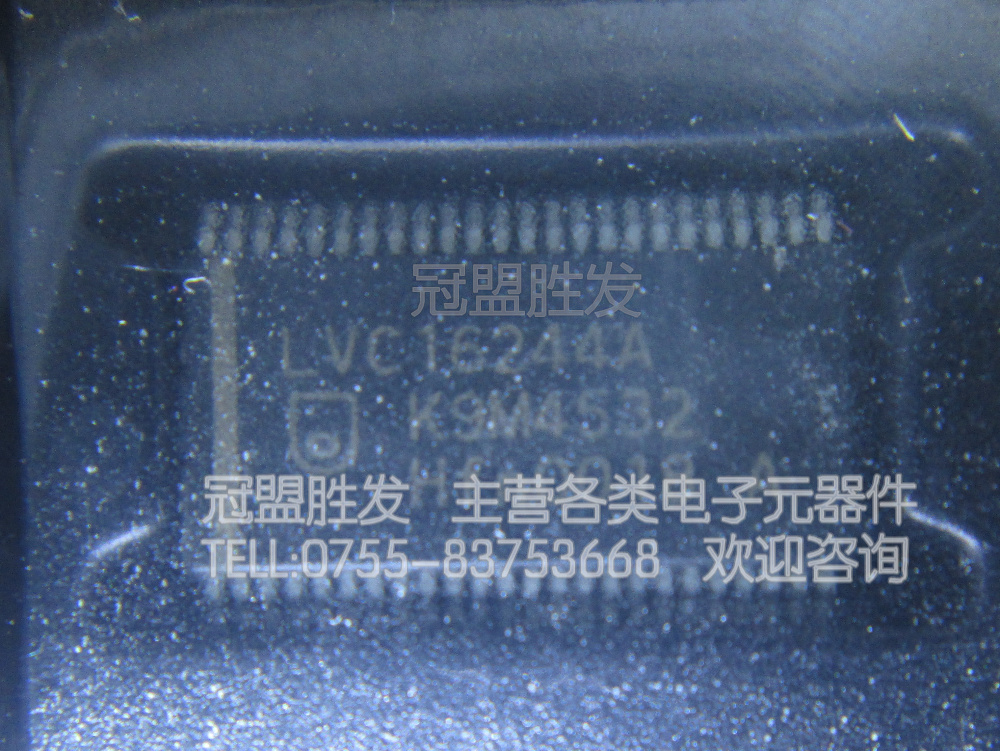 冠盟胜发
LVC16244A
K9M4532
冠盟胜发 主营各类电子元器件
TELL:0755-83753668 欢迎咨询